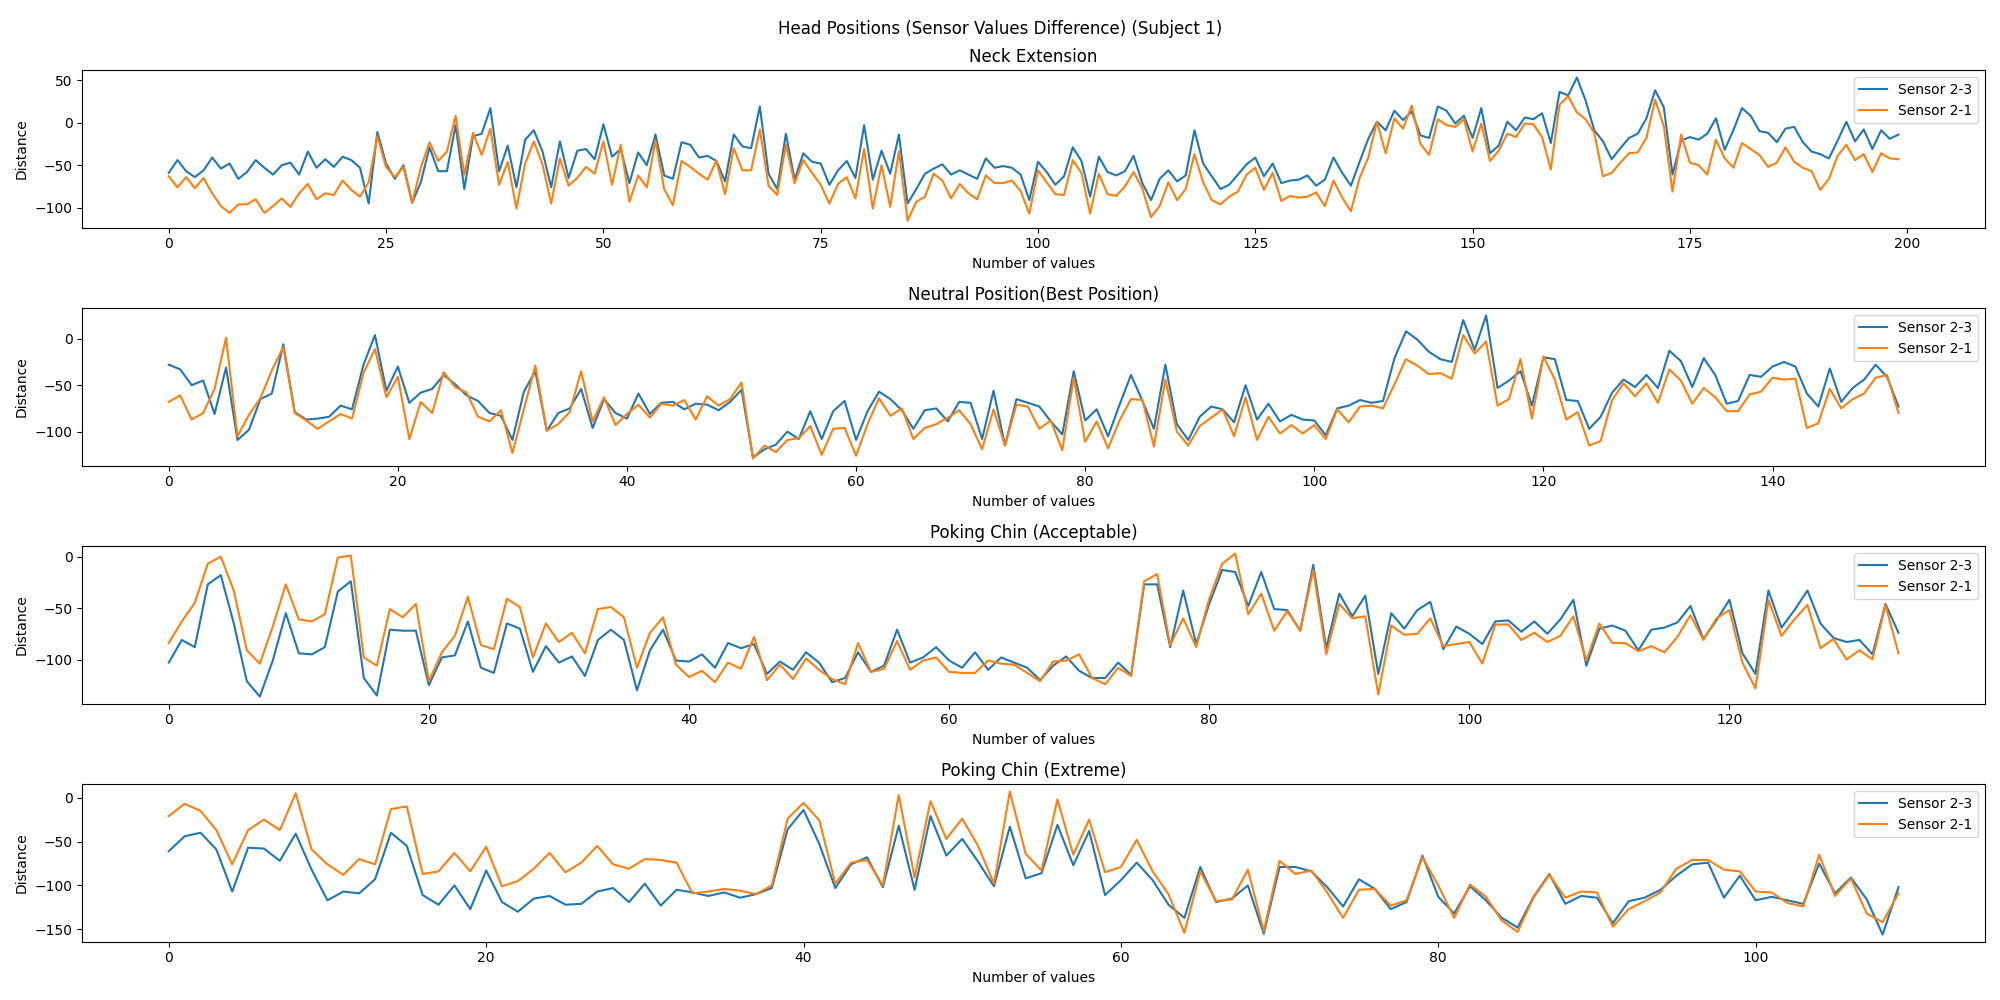 Head Positions (Sensor Values Difference) (Subject 1)
Neck Extension
50
0
−50
−100
Distance
Sensor 2-3
Sensor 2-1
0 25 50 75 100 125 150 175 200
Number of values
Neutral Position(Best Position)
0
−50
−100
Distance
Sensor 2-3
Sensor 2-1
0 20 40 60 80 100 120 140
Number of values
Poking Chin (Acceptable)
0
−50
−100
Distance
Sensor 2-3
Sensor 2-1
0 20 40 60 80 100 120
Number of values
Poking Chin (Extreme)
0
−50
−100
−150
Distance
Sensor 2-3
Sensor 2-1
0 20 40 60 80 100
Number of values